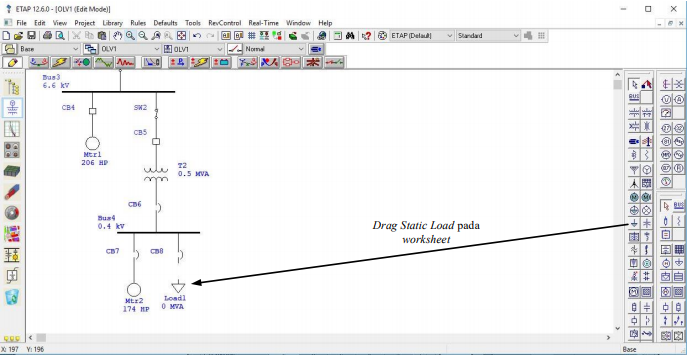 ETAP 12.6.0 - [OLV1 (Edit Mode)]
File Edit View Project Library Rules Defaults Tools RevControl Real-Time Window Help
ETAP (Default) Standard
Base OLV1 OLV1 Normal
Bus3
6.6 kV
CB4 SW2
CB5
Mtr1
206 HP
T2
0.5 MVA
CB6
Bus4
0.4 kV
Drag Static Load pada
worksheet
CB7 CB8
Mtr2
174 HP
Load1
0 MVA
X: 197 Y: 196 Base